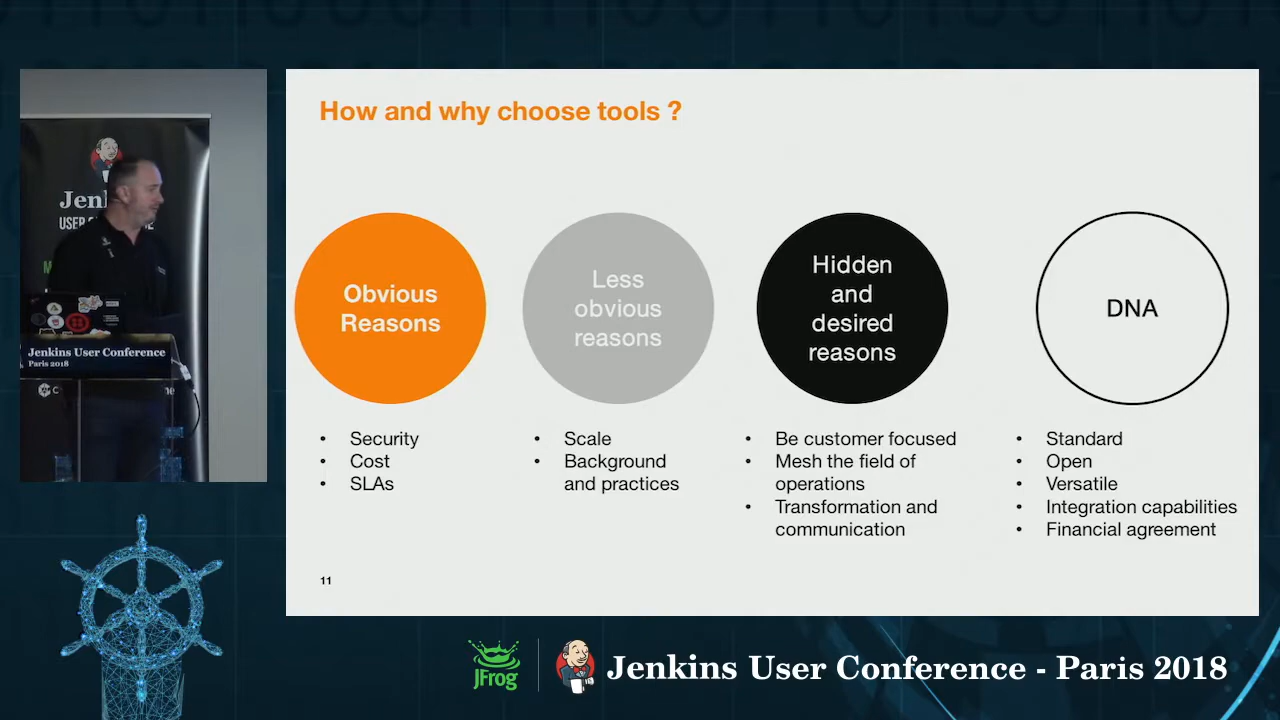 How and why choose tools ?
Obvious
Reasons
Less
obvious
reasons
Hidden
and
desired
reasons
DNA
• Security
• Cost
• SLAs
• Scale
• Background
and practices
• Be customer focused
• Mesh the field of
operations
• Transformation and
communication
• Standard
• Open
• Versatile
• Integration capabilities
• Financial agreement
11
Jen
USER
Jenkins User Conference
Paris 2018
JFrog
Jenkins User Conference - Paris 2018